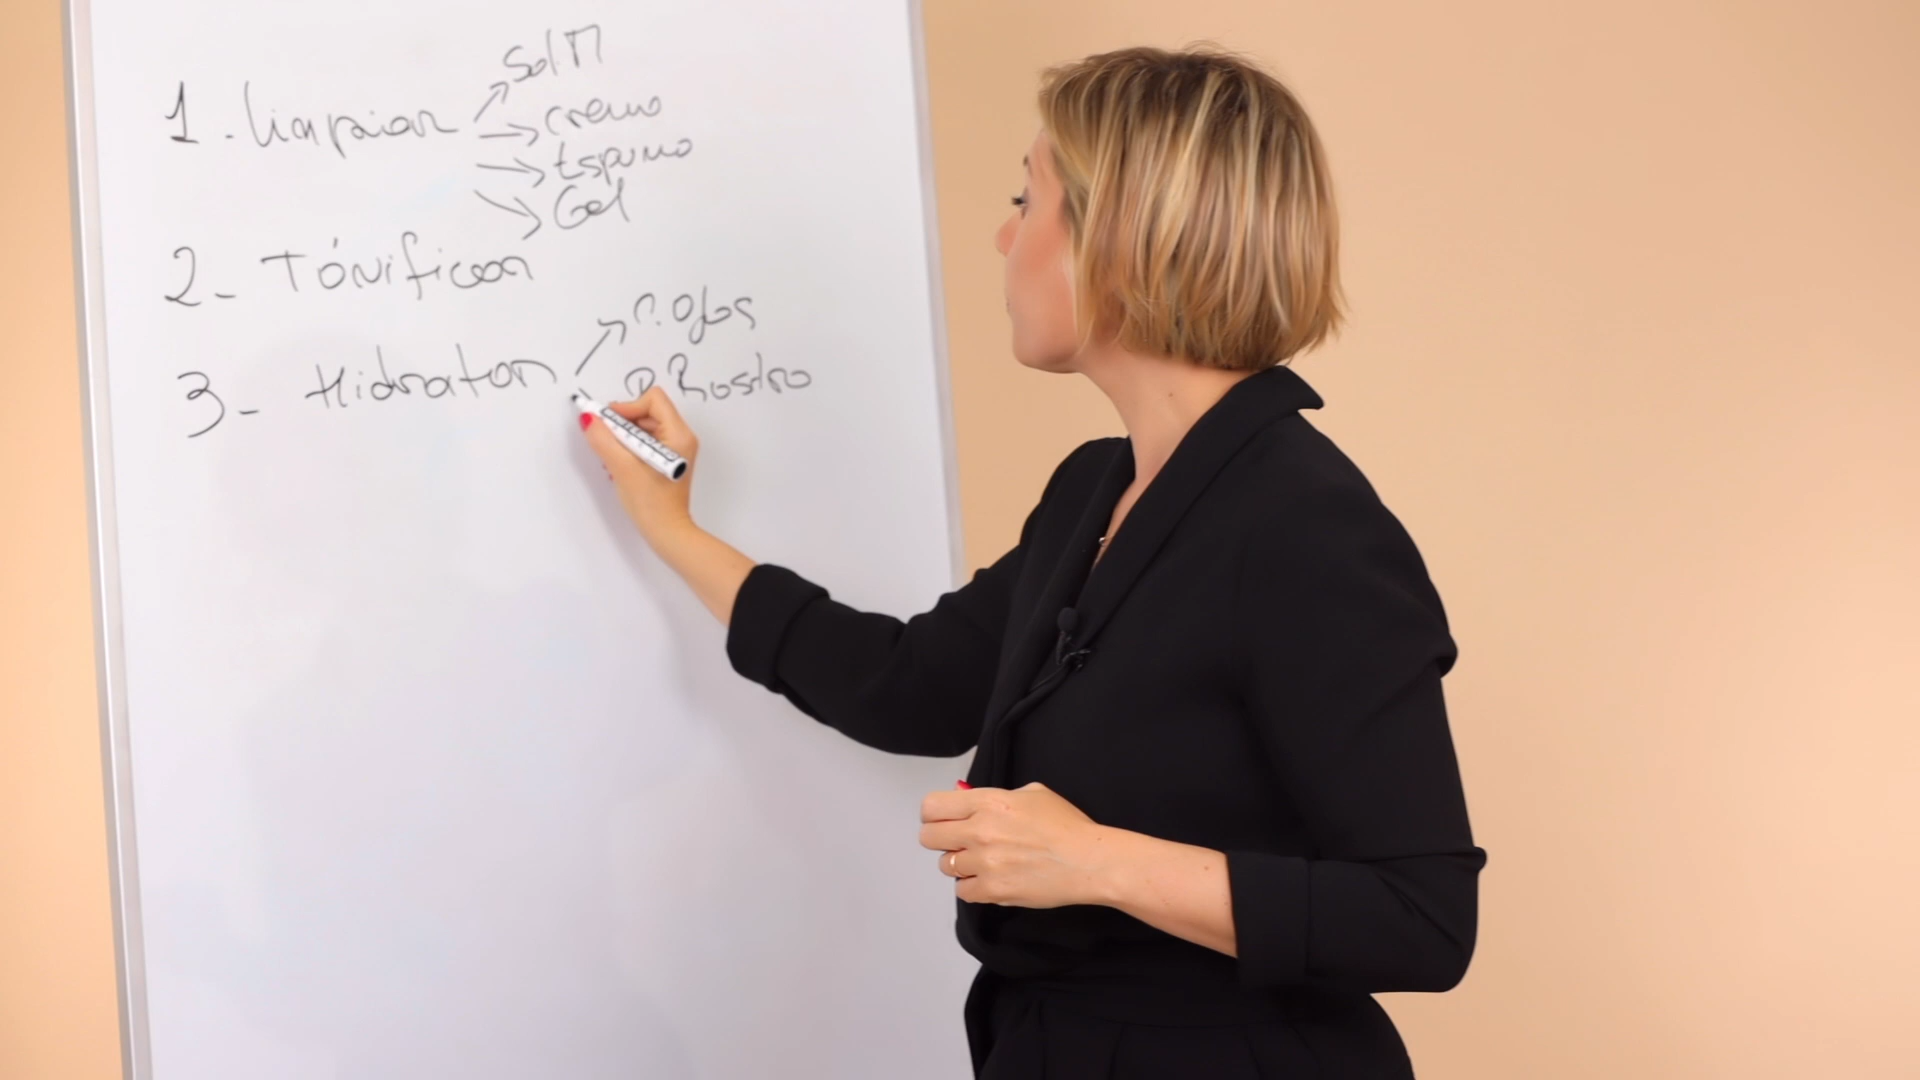 1. Limpiar → Sol M
→ crema
→ Espuma
→ Gel
2- Tónificar
3- Hidratar → C. Ojos
Rostro